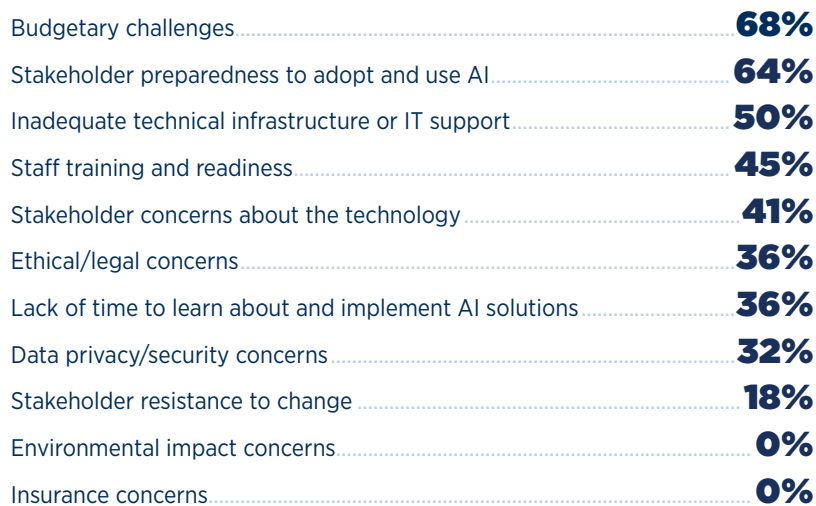 Budgetary challenges 68%
Stakeholder preparedness to adopt and use AI 64%
Inadequate technical infrastructure or IT support 50%
Staff training and readiness 45%
Stakeholder concerns about the technology 41%
Ethical/legal concerns 36%
Lack of time to learn about and implement AI solutions 36%
Data privacy/security concerns 32%
Stakeholder resistance to change 18%
Environmental impact concerns 0%
Insurance concerns 0%